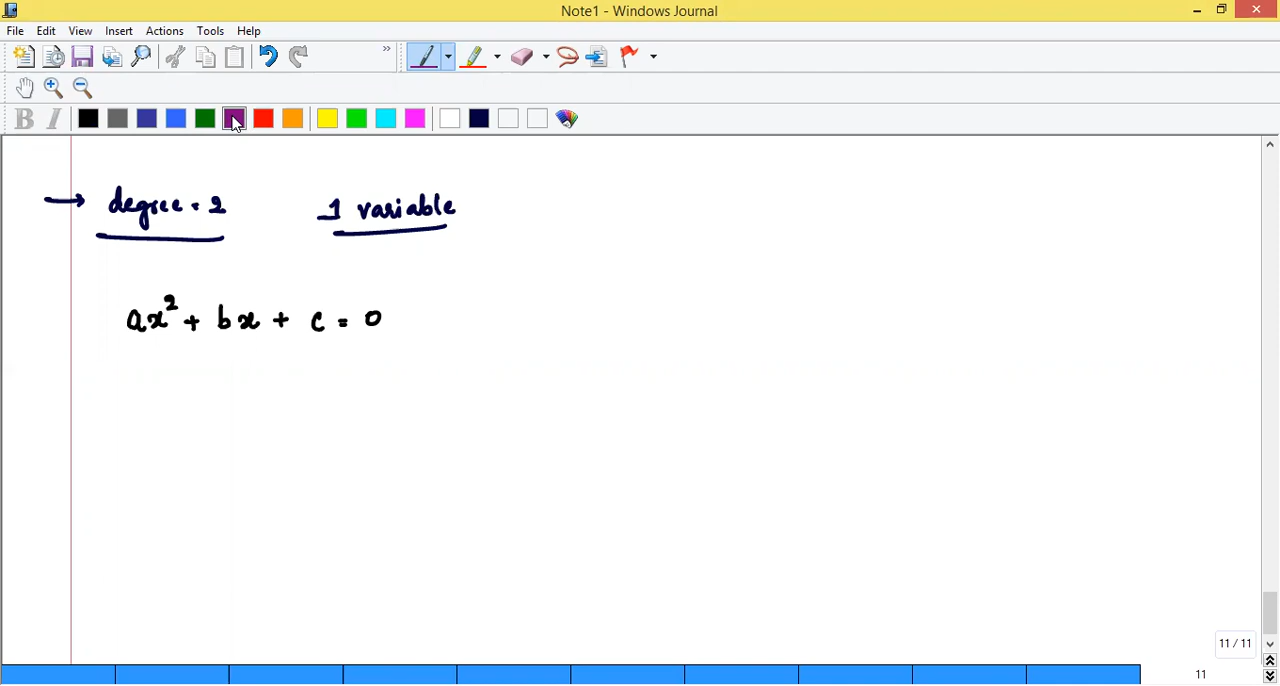 Note1 - Windows Journal
File Edit View Insert Actions Tools Help
»
B I
→ degree = 2 1 variable
ax² + bx + c = 0
11 / 11
11